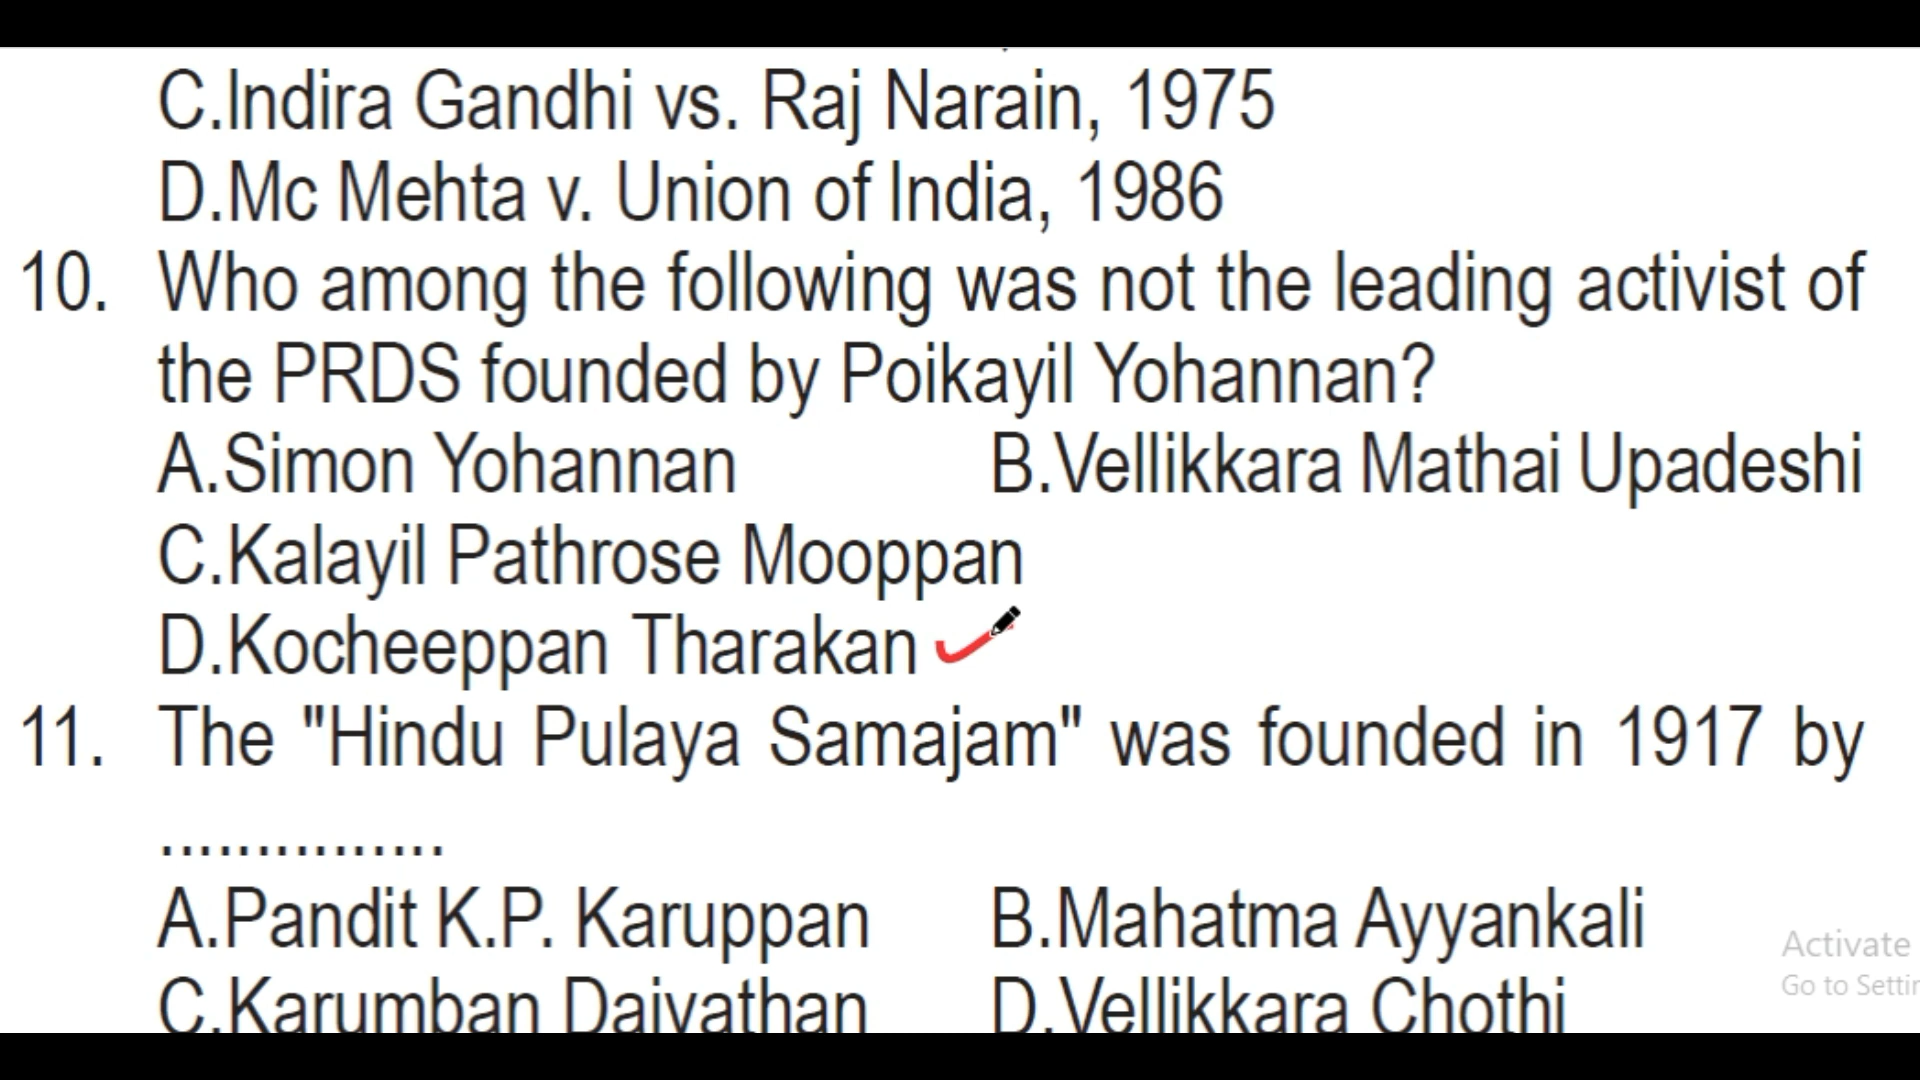 C.Indira Gandhi vs. Raj Narain, 1975
D.Mc Mehta v. Union of India, 1986
10. Who among the following was not the leading activist of
the PRDS founded by Poikayil Yohannan?
A.Simon Yohannan B.Vellikkara Mathai Upadeshi
C.Kalayil Pathrose Mooppan
D.Kocheeppan Tharakan
11. The "Hindu Pulaya Samajam" was founded in 1917 by
...............
A.Pandit K.P. Karuppan B.Mahatma Ayyankali
C.Karumban Daivathan D.Vellikkara Chothi
Activate
Go to Settin